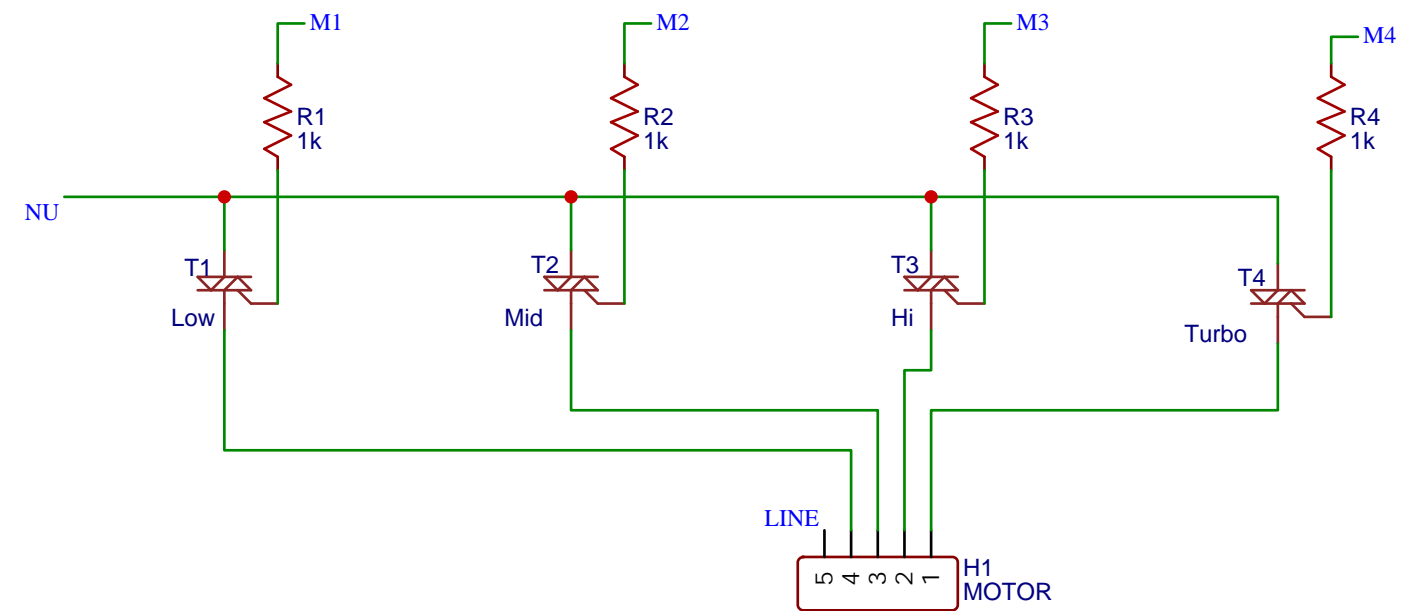 M1
M2
M3
M4
R1
1k
R2
1k
R3
1k
R4
1k
NU
T1
Low
T2
Mid
T3
Hi
T4
Turbo
LINE
5 4 3 2 1
H1
MOTOR